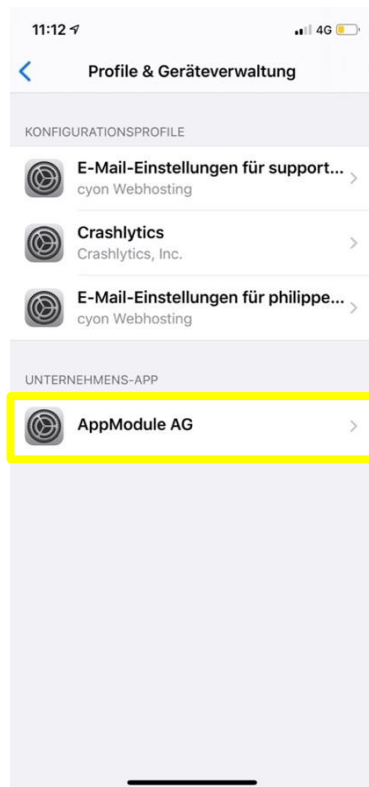 11:12 4G
Profile & Geräteverwaltung
KONFIGURATIONSPROFILE
E-Mail-Einstellungen für support...
cyon Webhosting
Crashlytics
Crashlytics, Inc.
E-Mail-Einstellungen für philippe...
cyon Webhosting
UNTERNEHMENS-APP
AppModule AG